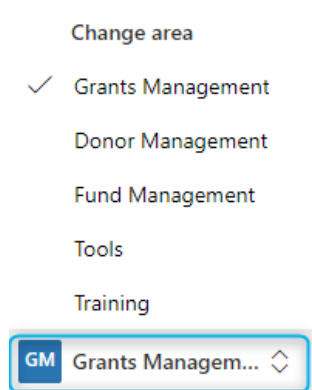 Change area
Grants Management
Donor Management
Fund Management
Tools
Training
GM Grants Managem...